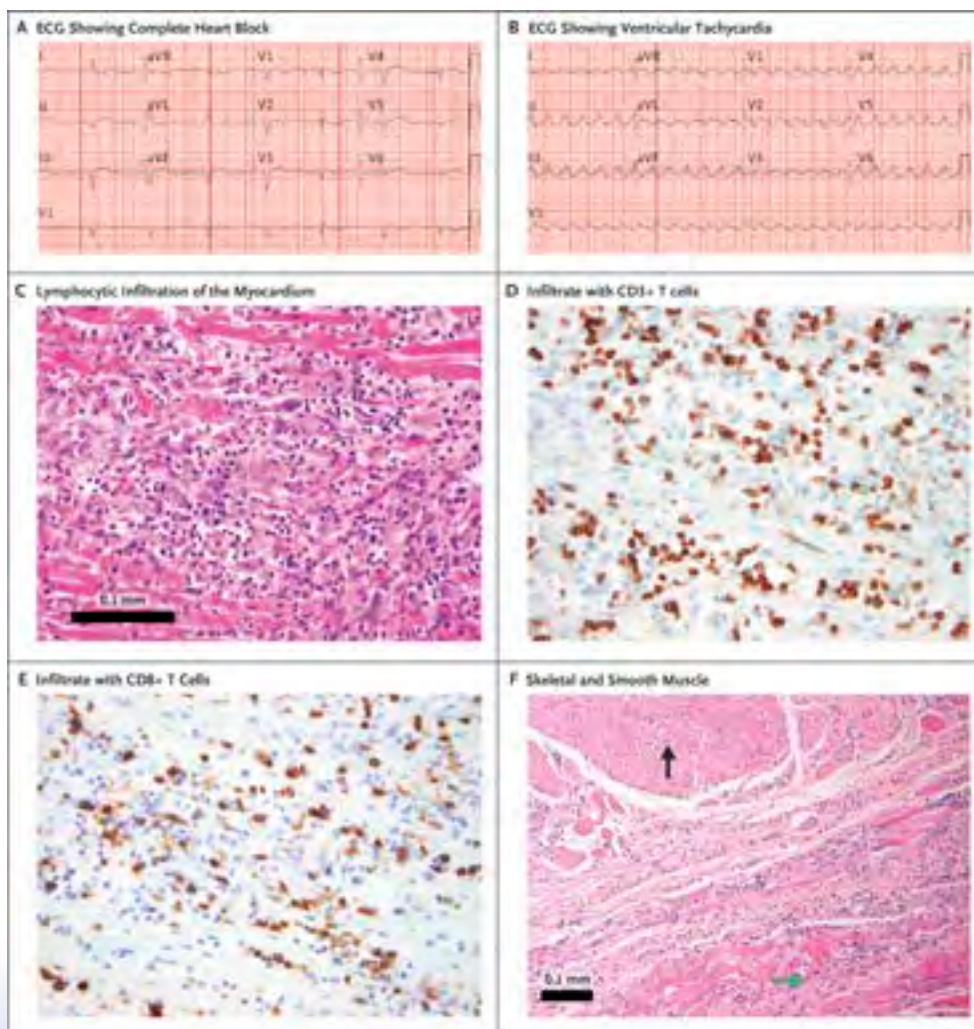 A ECG Showing Complete Heart Block
I aVR V1 V4
II aVL V2 V5
III aVF V3 V6
V1
B ECG Showing Ventricular Tachycardia
I aVR V1 V4
II aVL V2 V5
III aVF V3 V6
V1
C Lymphocytic Infiltration of the Myocardium
0.1 mm
D Infiltrate with CD3+ T cells
E Infiltrate with CD8+ T Cells
F Skeletal and Smooth Muscle
0.1 mm